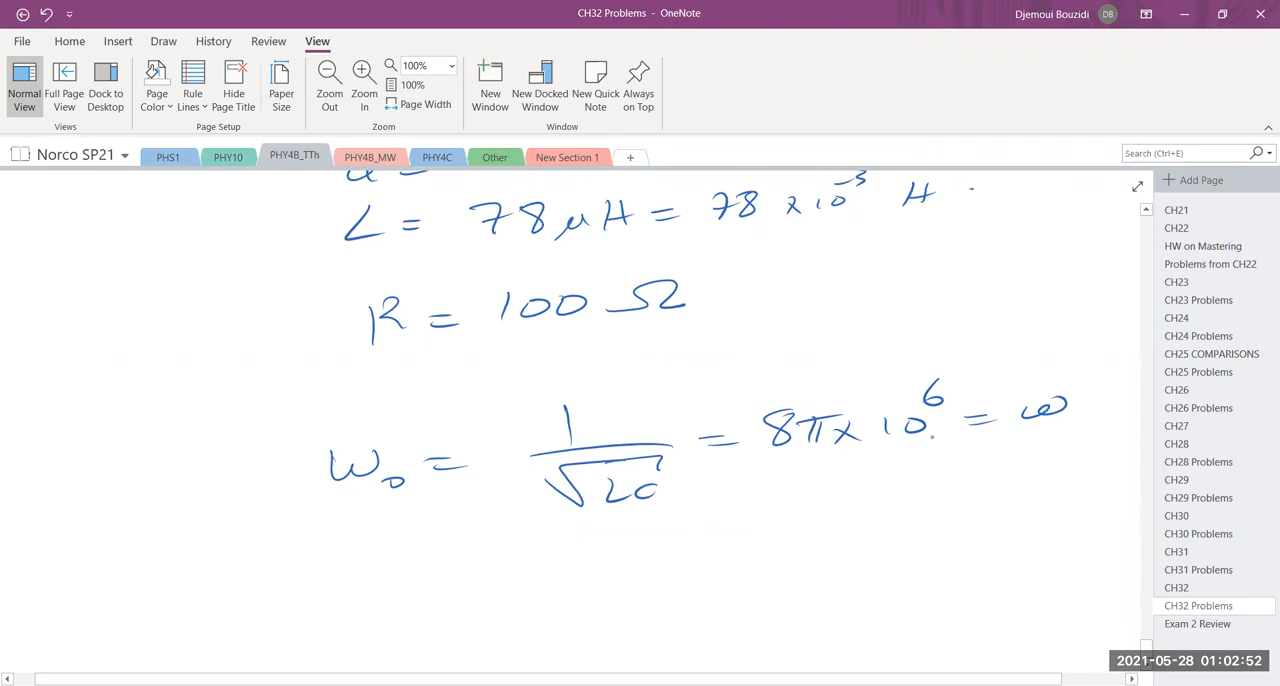 CH32 Problems - OneNote
Djemoui Bouzidi DB
File Home Insert Draw History Review View
Normal View
Full Page View
Dock to Desktop
Views
Page Color
Rule Lines
Hide Page Title
Paper Size
Page Setup
Zoom Out
Zoom In
100%
100%
Page Width
Zoom
New Window
New Docked Window
New Quick Note
Always on Top
Window
Norco SP21
PHS1 PHY10 PHY4B_TTh PHY4B_MW PHY4C Other New Section 1 +
Search (Ctrl+E)
L = 78 μH = 78 × 10⁻³ H
R = 100 Ω
ω₀ = 1/√LC = 8π × 10⁶ = ω
Add Page
CH21
CH22
HW on Mastering
Problems from CH22
CH23
CH23 Problems
CH24
CH24 Problems
CH25 COMPARISONS
CH25 Problems
CH26
CH26 Problems
CH27
CH28
CH28 Problems
CH29
CH29 Problems
CH30
CH30 Problems
CH31
CH31 Problems
CH32
CH32 Problems
Exam 2 Review
2021-05-28 01:02:52